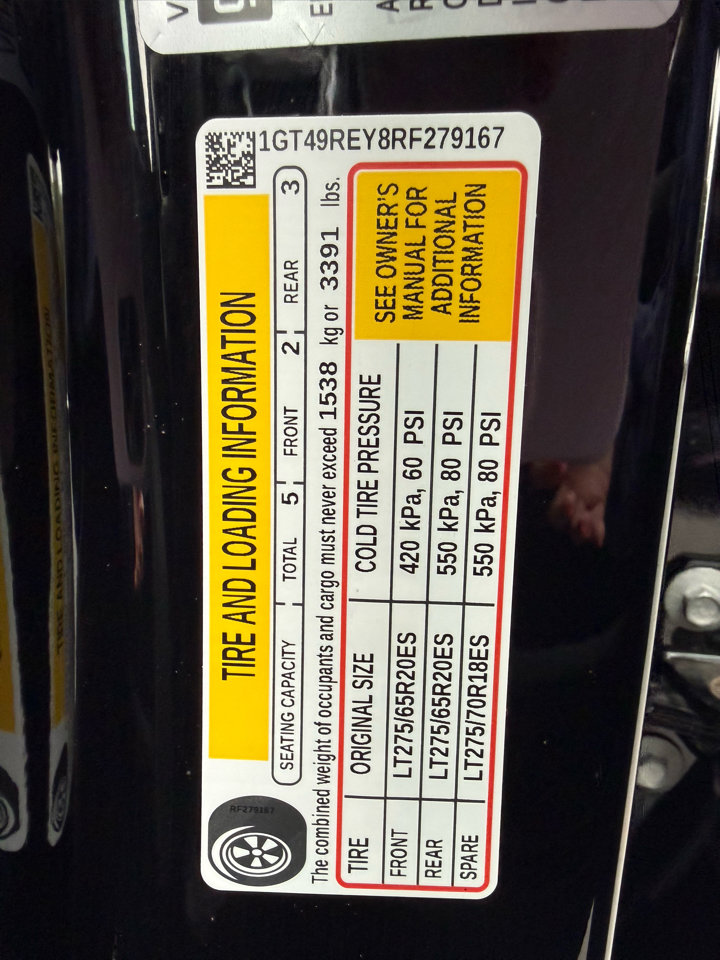 1GT49REY8RF279167
TIRE AND LOADING INFORMATION
SEATING CAPACITY TOTAL 5 FRONT 2 REAR 3
The combined weight of occupants and cargo must never exceed 1538 kg or 3391 lbs.
TIRE ORIGINAL SIZE COLD TIRE PRESSURE
FRONT LT275/65R20ES 420 kPa, 60 PSI
REAR LT275/65R20ES 550 kPa, 80 PSI
SPARE LT275/70R18ES 550 kPa, 80 PSI
SEE OWNER'S
MANUAL FOR
ADDITIONAL
INFORMATION
RF279167